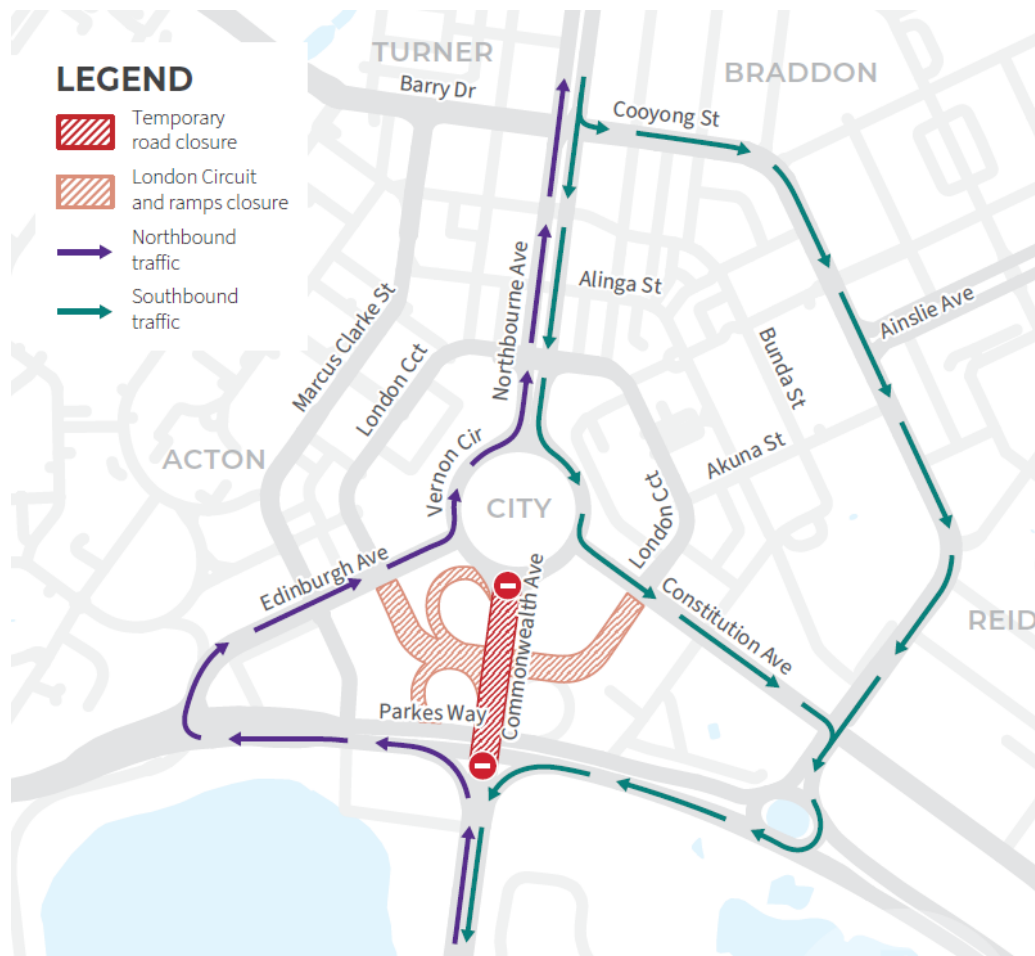 LEGEND
Temporary
road closure
London Circuit
and ramps closure
Northbound
traffic
Southbound
traffic
TURNER
BRADDON
Barry Dr
Cooyong St
Northbourne Ave
Alinga St
Ainslie Ave
Marcus Clarke St
London Cct
Bunda St
Vernon Cir
Akuna St
ACTON
CITY
London Cct
Edinburgh Ave
Commonwealth Ave
Constitution Ave
REID
Parkes Way